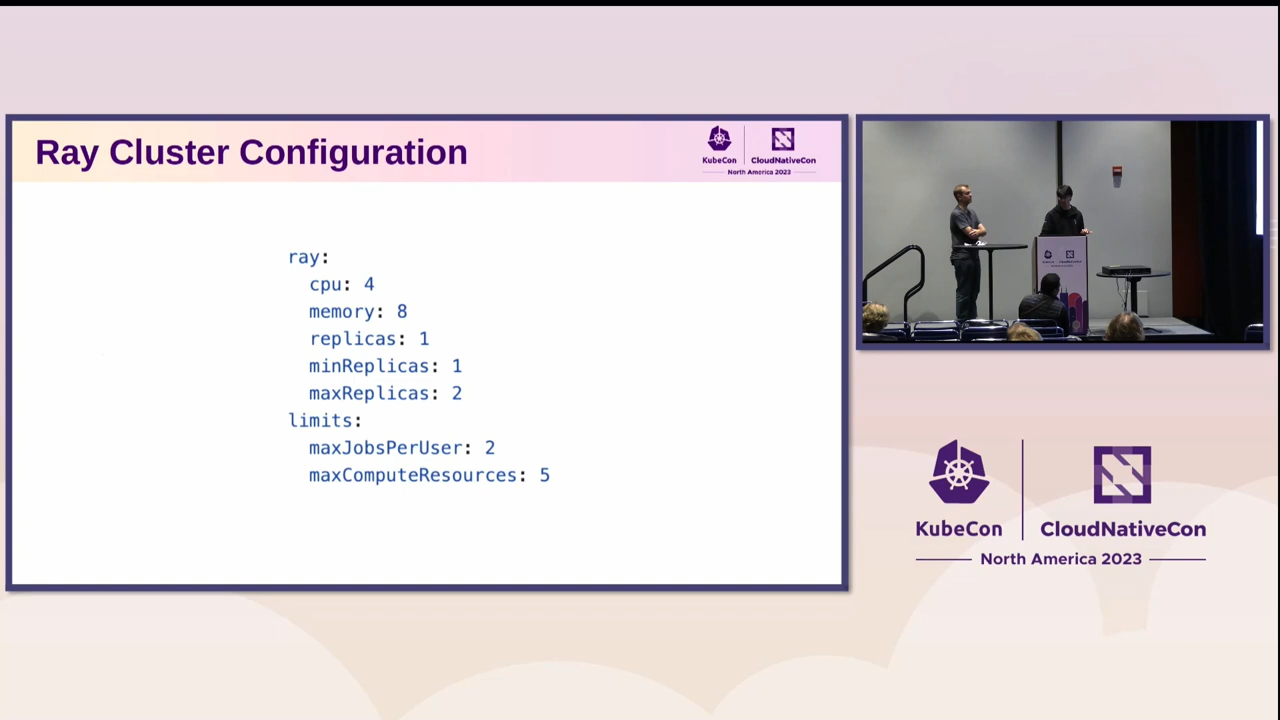 Ray Cluster Configuration
KubeCon
CloudNativeCon
North America 2023
ray:
cpu: 4
memory: 8
replicas: 1
minReplicas: 1
maxReplicas: 2
limits:
maxJobsPerUser: 2
maxComputeResources: 5
KubeCon
CloudNativeCon
North America 2023